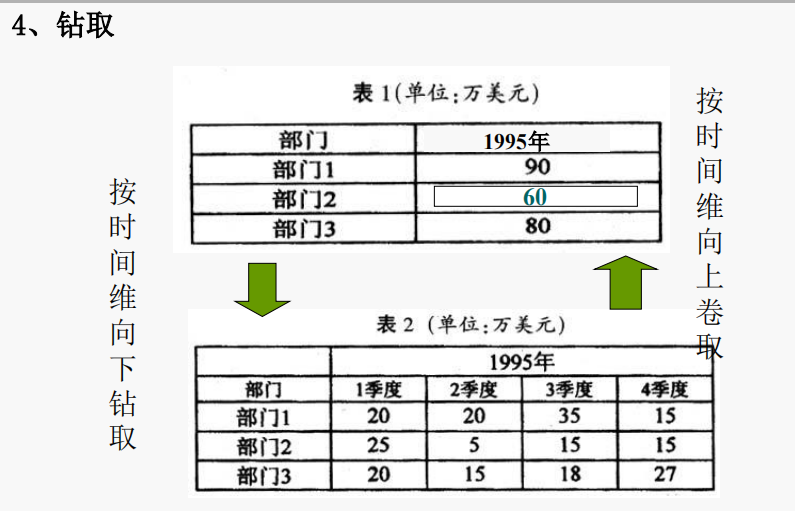 4、钻取
表 1(单位:万美元)
部门 1995年
部门1 90
部门2 60
部门3 80
按时间维向下钻取
按时间维向上卷取
表 2 (单位:万美元)
1995年
部门 1季度 2季度 3季度 4季度
部门1 20 20 35 15
部门2 25 5 15 15
部门3 20 15 18 27